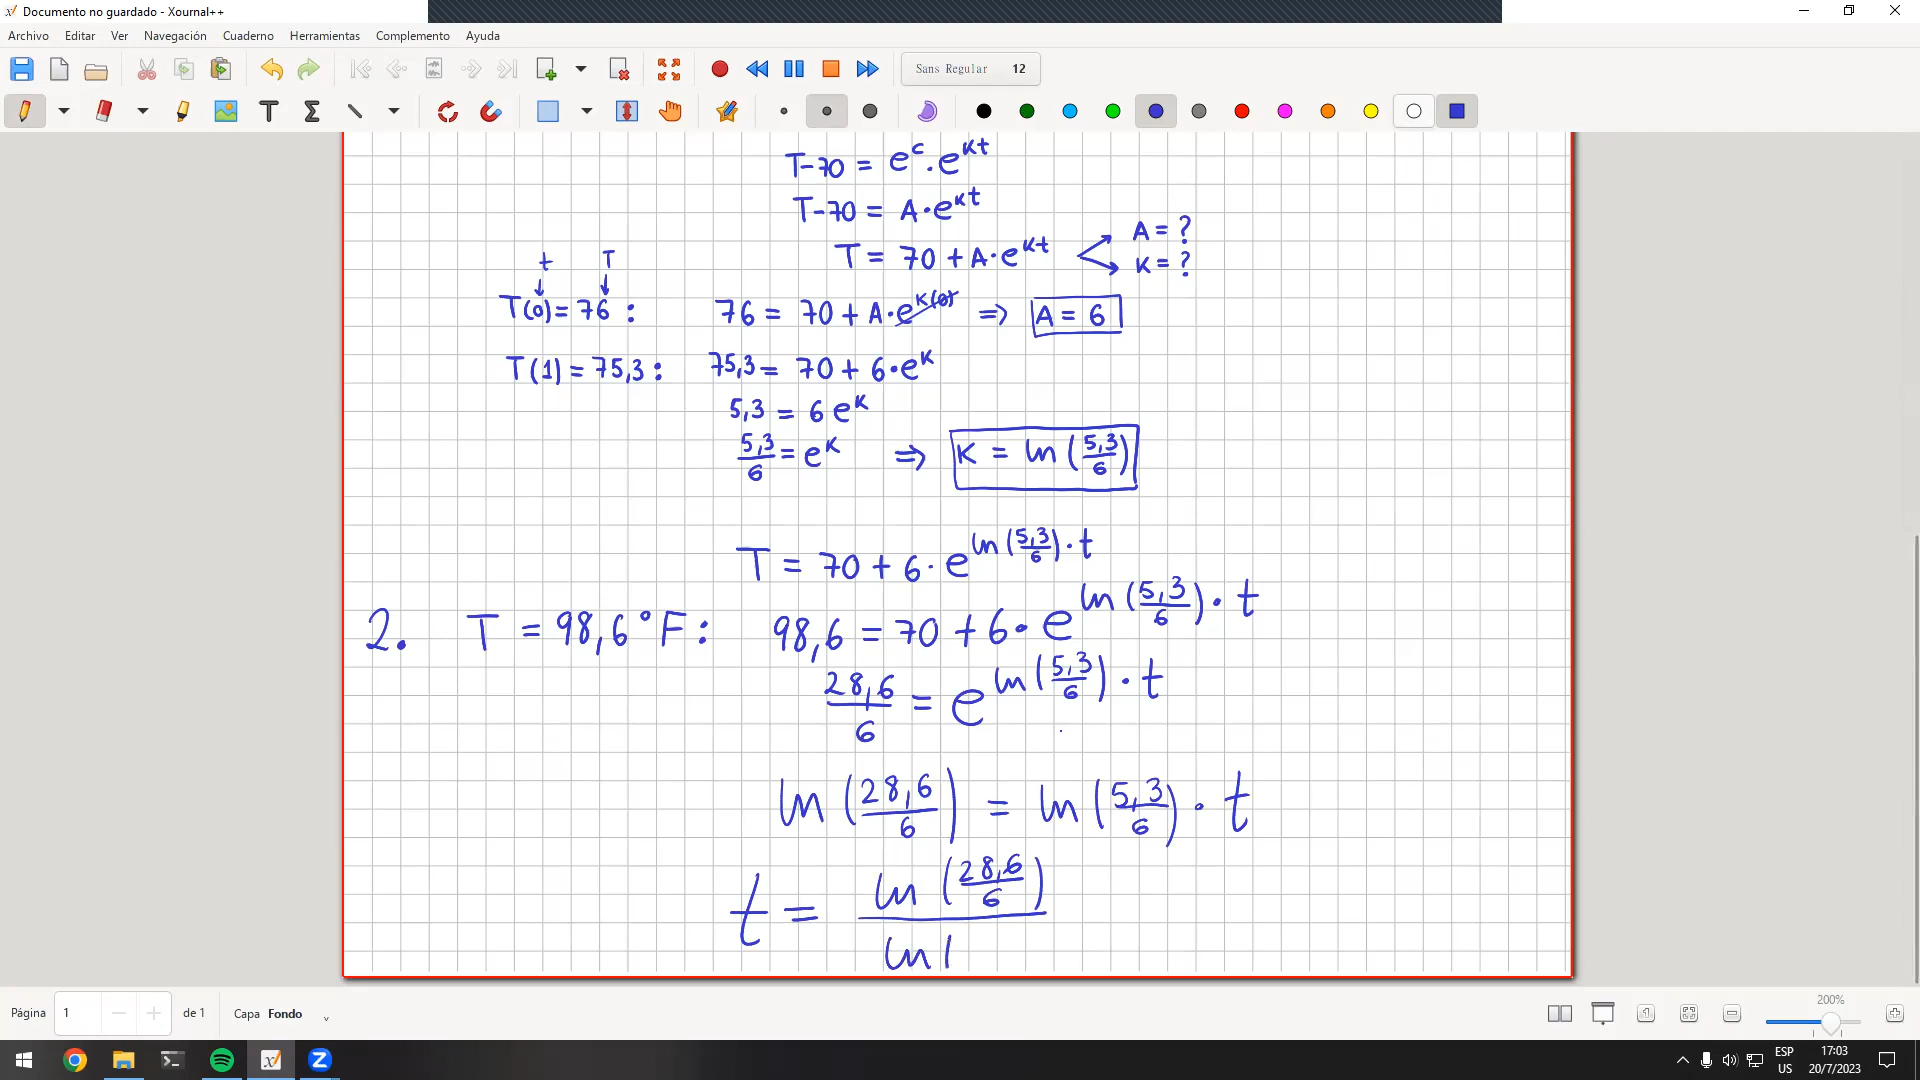 Documento no guardado - Xournal++
Archivo Editar Ver Navegación Cuaderno Herramientas Complemento Ayuda
Sans Regular 12
T-70 = e^c . e^{kt}
T-70 = A·e^{kt}
T = 70 + A·e^{kt} A = ?
K = ?
t T
T(0) = 76 : 76 = 70 + A·e^{K(0)} ⇒ A = 6
T(1) = 75,3 : 75,3 = 70 + 6·e^K
5,3 = 6 e^K
5,3/6 = e^K ⇒ K = ln(5,3/6)
T = 70 + 6· e^{ln(5,3/6)·t}
2. T = 98,6°F: 98,6 = 70 + 6· e^{ln(5,3/6)·t}
28,6/6 = e^{ln(5,3/6)·t}
ln(28,6/6) = ln(5,3/6)·t
t = ln(28,6/6)
ln
Página 1 de 1 Capa Fondo 200%
ESP
US
17:03
20/7/2023